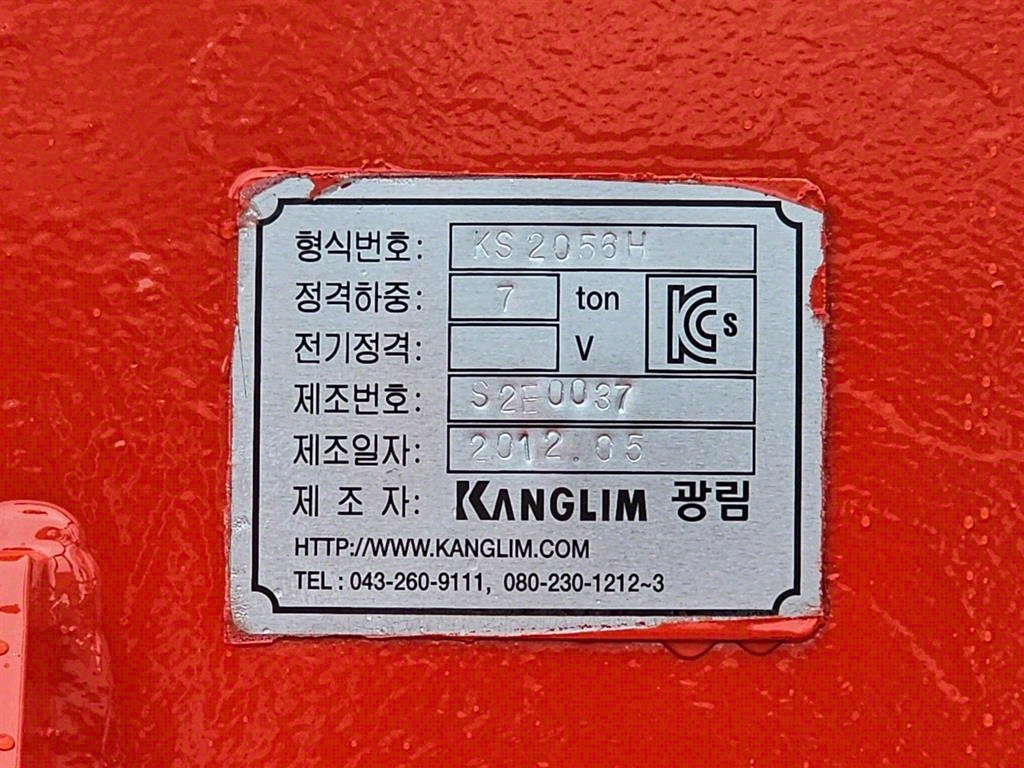 형식번호: KS2056H
정격하중: 7 ton
전기정격: V
KCs
제조번호: S2E0037
제조일자: 2012.05
제 조 자: KANGLIM 광림
HTTP://WWW.KANGLIM.COM
TEL : 043-260-9111, 080-230-1212~3